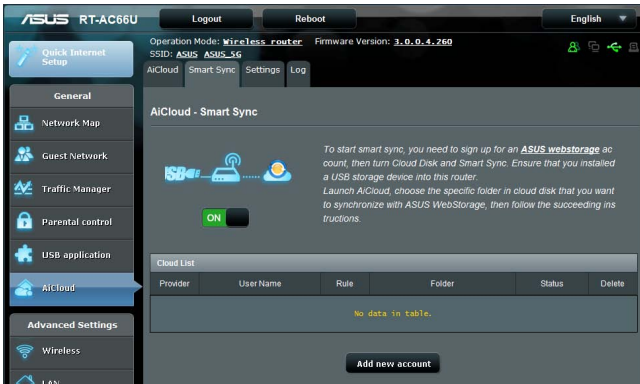 ASUS RT-AC66U Logout Reboot English
Quick Internet
Setup
Operation Mode: Wireless router Firmware Version: 3.0.0.4.260
SSID: ASUS ASUS_5G
AiCloud Smart Sync Settings Log
General
Network Map
Guest Network
Traffic Manager
Parental control
USB application
AiCloud
Advanced Settings
Wireless
LAN
AiCloud - Smart Sync
USB
ON
To start smart sync, you need to sign up for an ASUS webstorage ac
count, then turn Cloud Disk and Smart Sync. Ensure that you installed
a USB storage device into this router.
Launch AiCloud, choose the specific folder in cloud disk that you want
to synchronize with ASUS WebStorage, then follow the succeeding ins
tructions.
Cloud List
Provider User Name Rule Folder Status Delete
No data in table.
Add new account